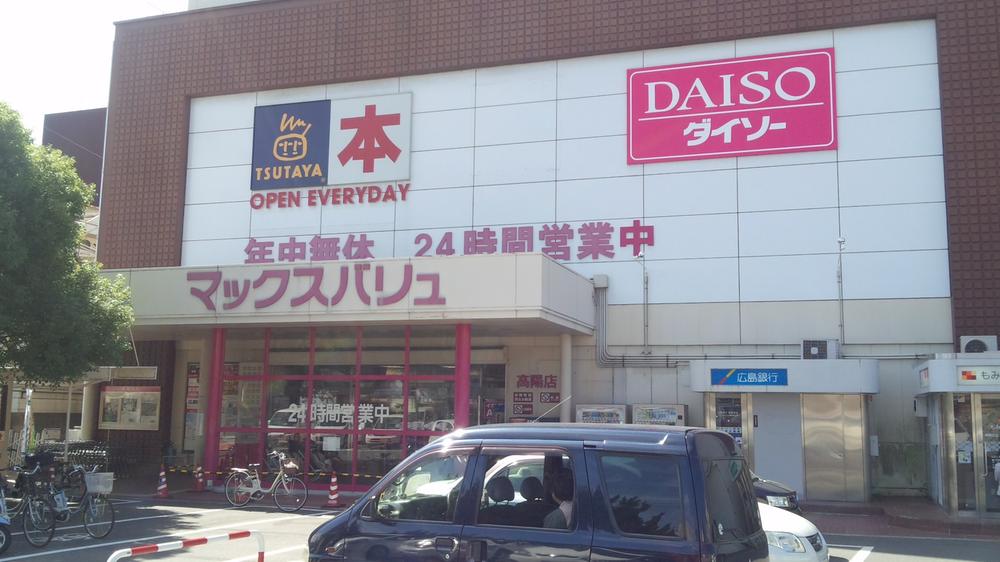 TSUTAYA
本
OPEN EVERYDAY
DAISO
ダイソー
年中無休 24時間営業中
マックスバリュ
高陽店
24時間営業中
広島銀行
もみ